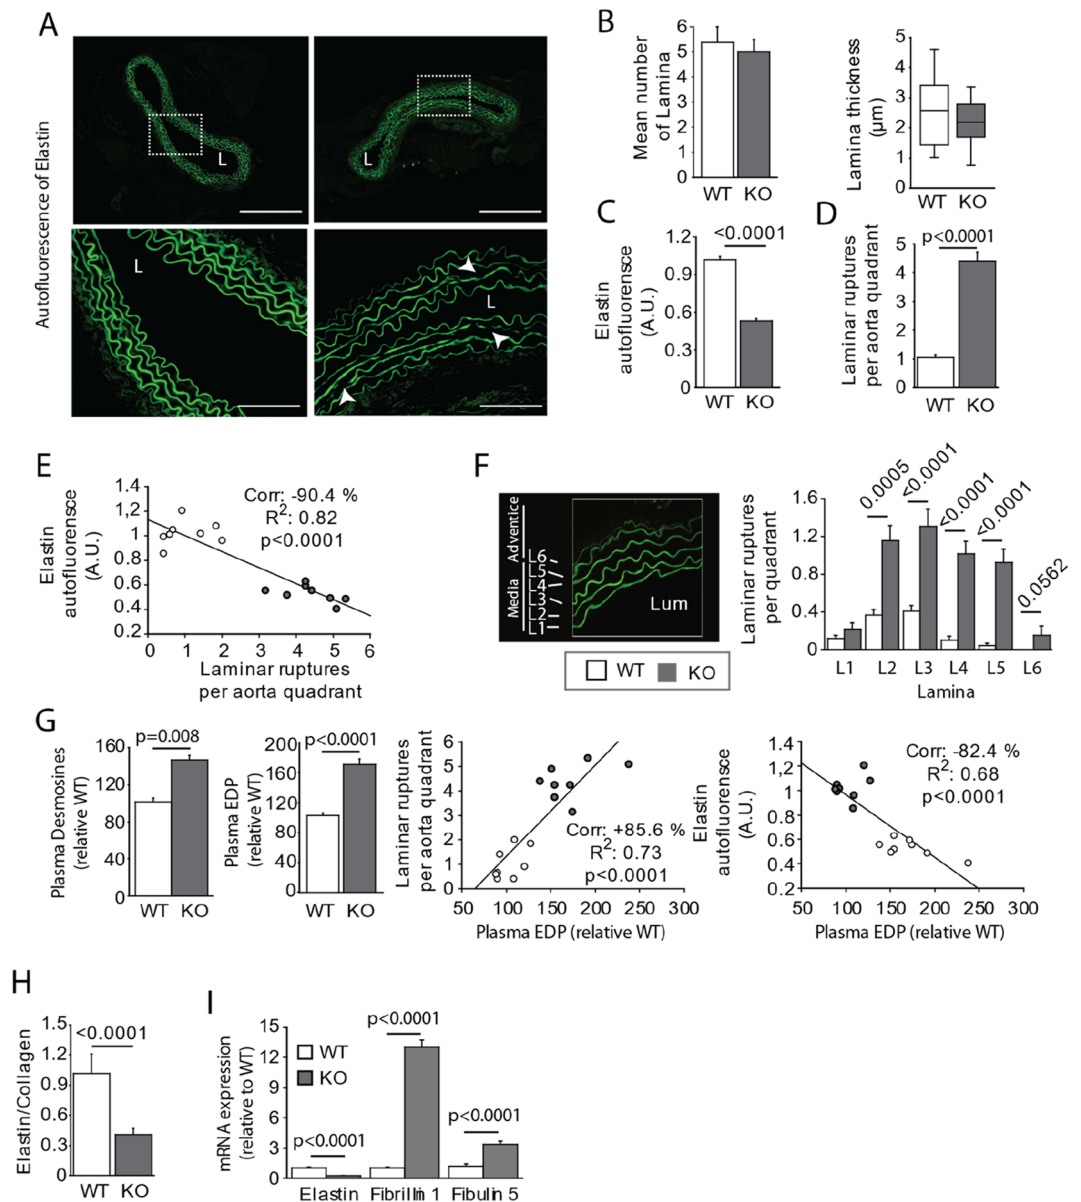 A
Autofluorescence of Elastin
L
L
L
L
B
Mean number
of Lamina
6
5
4
3
2
1
0
WT KO
Lamina thickness
(µm)
5
4
3
2
1
0
WT KO
C
Elastin
autofluorensce
(A.U.)
1.2
0.9
0.6
0.3
0
<0.0001
WT KO
D
Laminar ruptures
per aorta quadrant
5
4
3
2
1
0
p<0.0001
WT KO
E
Elastin
autofluorensce
(A.U.)
1.4
1.2
1
0.8
0.6
0.4
0.2
Corr: -90.4 %
R²: 0.82
p<0.0001
0 1 2 3 4 5 6
Laminar ruptures
per aorta quadrant
F
Adventice
Media
L6
L5
L4
L3
L2
L1
Lum
WT KO
Laminar ruptures
per quadrant
1.6
1.2
0.8
0.4
0
0.0005
<0.0001
<0.0001
<0.0001
0.0562
L1 L2 L3 L4 L5 L6
Lamina
G
Plasma Desmosines
(relative WT)
160
120
80
40
0
p=0.008
WT KO
Plasma EDP
(relative WT)
200
160
120
80
40
0
p<0.0001
WT KO
Laminar ruptures
per aorta quadrant
6
5
4
3
2
1
0
Corr: +85.6 %
R²: 0.73
p<0.0001
50 100 150 200 250 300
Plasma EDP (relative WT)
Elastin
autofluorensce
(A.U.)
1.4
1.2
1
0.8
0.6
0.4
0.2
Corr: -82.4 %
R²: 0.68
p<0.0001
50 100 150 200 250 300
Plasma EDP (relative WT)
H
Elastin/Collagen
1.5
1.2
0.9
0.6
0.3
0
<0.0001
WT KO
I
mRNA expression
(relative to WT)
15
12
9
6
3
0
WT
KO
p<0.0001
p<0.0001
p<0.0001
Elastin Fibrillin 1 Fibulin 5